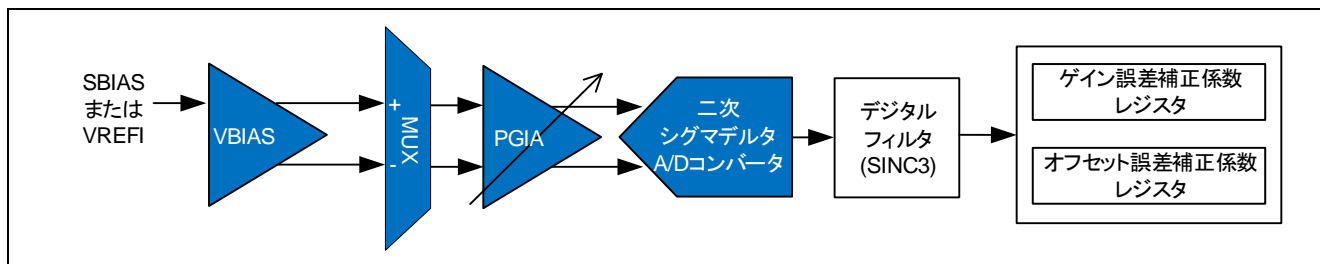 SBIAS
または
VREFI
VBIAS
+
-
MUX
PGIA
二次
シグマデルタ
A/Dコンバータ
デジタル
フィルタ
(SINC3)
ゲイン誤差補正係数
レジスタ
オフセット誤差補正係数
レジスタ